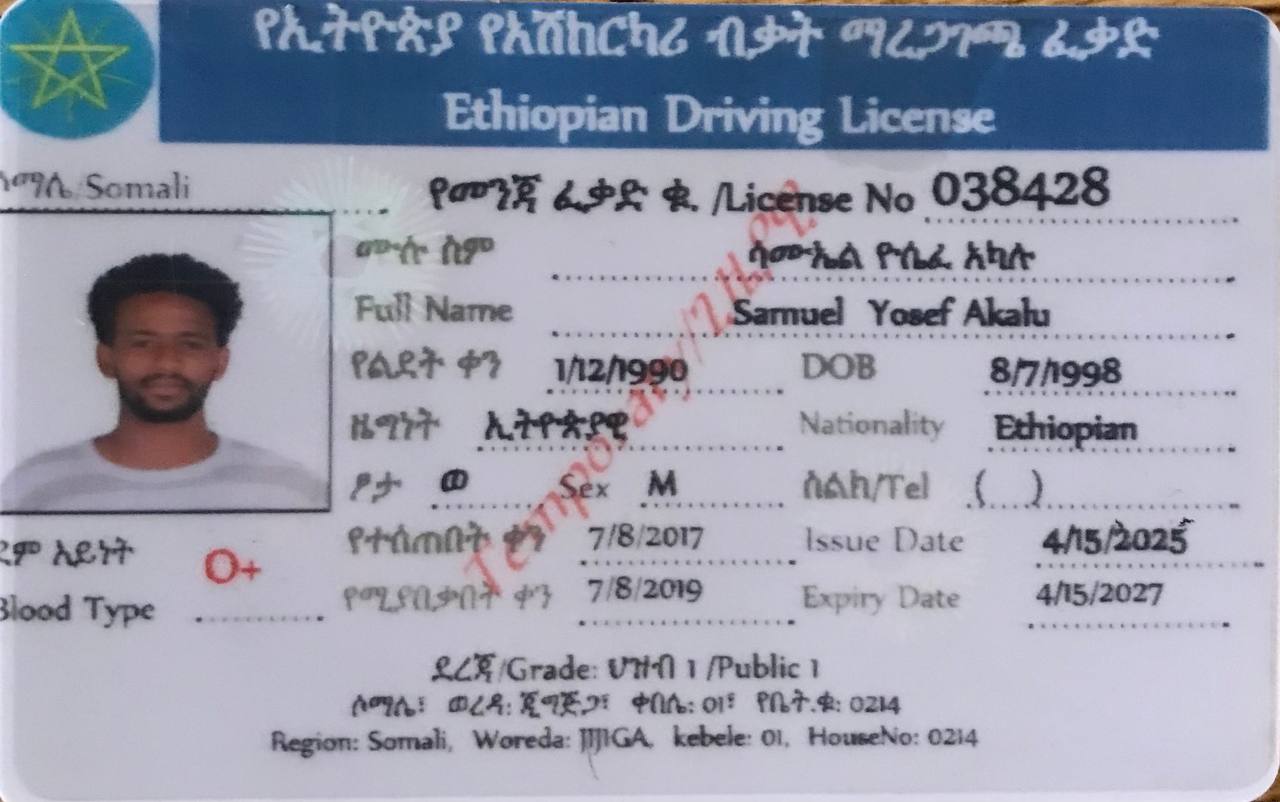 የኢትዮጵያ የአሽከርካሪ ብቃት ማረጋገጫ ፈቃድ
Ethiopian Driving License
ሶማሌ/Somali
የመንጃ ፈቃድ ቁ. /License No 038428
ሙሉ ስም ሳሙኤል ዮሴፈ አካሉ
Full Name Samuel Yosef Akalu
የልደት ቀን 1/12/1990 DOB 8/7/1998
ዜግነት ኢትዮጵያዊ Nationality Ethiopian
ፆታ ወ Sex M ስልክ/Tel ( )
የተሰጠበት ቀን 7/8/2017 Issue Date 4/15/2025
የሚያበቃበት ቀን 7/8/2019 Expiry Date 4/15/2027
ደም አይነት O+
Blood Type
Temporary/ጊዜያዊ
ደረጃ/Grade: ህዝብ 1 /Public 1
ሶማሌ፣ ወረዳ: ጂግጅጋ፣ ቀበሌ: 01፣ የቤት.ቁ: 0214
Region: Somali, Woreda: JIJIGA, kebele: 01, HouseNo: 0214